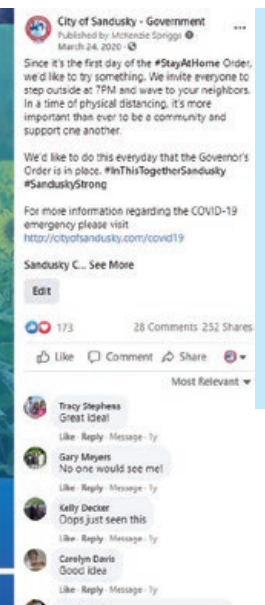 City of Sandusky - Government
Published by McKenzie Spriggs
March 24, 2020
Since it's the first day of the #StayAtHome Order,
we'd like to try something. We invite everyone to
step outside at 7PM and wave to your neighbors.
In a time of physical distancing, it's more
important than ever to be a community and
support one another.
We'd like to do this everyday that the Governor's
Order is in place. #InThisTogetherSandusky
#SanduskyStrong
For more information regarding the COVID-19
emergency please visit
http://cityofsandusky.com/covid19
Sandusky C... See More
Edit
173 28 Comments 252 Shares
Like Comment Share
Most Relevant
Tracy Stephens
Great Idea!
Like · Reply · Message · 1y
Gary Meyers
No one would see me!
Like · Reply · Message · 1y
Kelly Decker
Oops just seen this
Like · Reply · Message · 1y
Carolyn Davis
Good idea
Like · Reply · Message · 1y